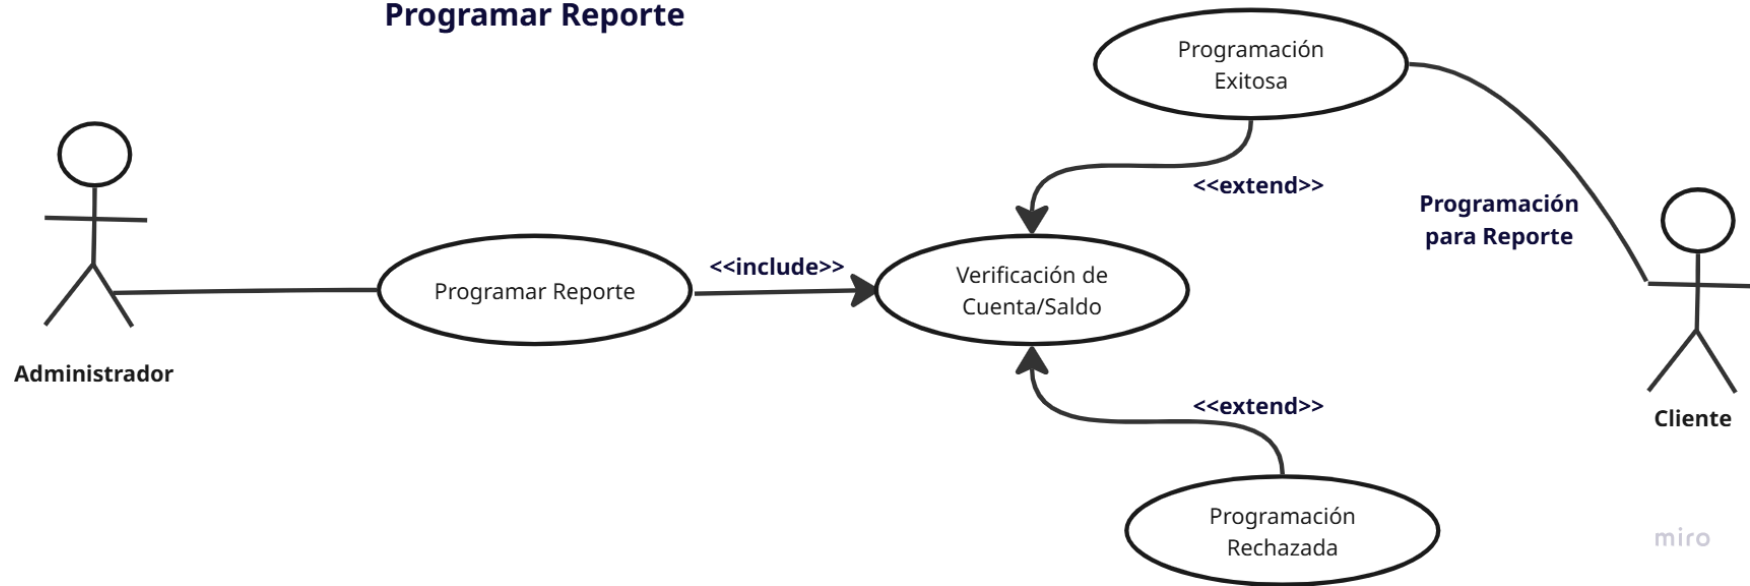 Programar Reporte
Programación
Exitosa
<<extend>>
Programación
para Reporte
<<include>>
Programar Reporte
Verificación de
Cuenta/Saldo
Administrador
<<extend>>
Cliente
Programación
Rechazada
miro